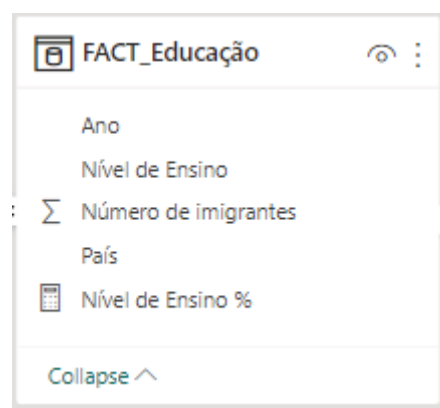 FACT_Educação
Ano
Nível de Ensino
Número de imigrantes
País
Nível de Ensino %
Collapse